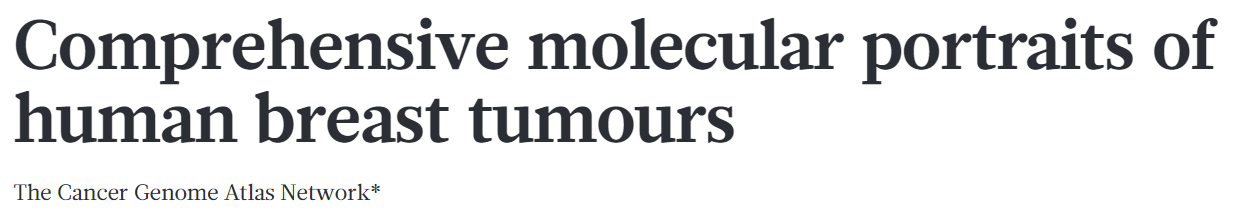 Comprehensive molecular portraits of
human breast tumours
The Cancer Genome Atlas Network*